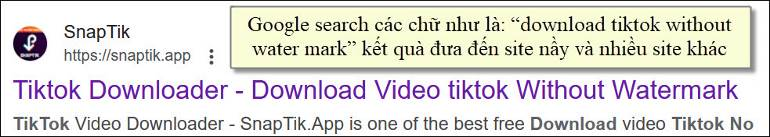 SnapTik
https://snaptik.app
Google search các chữ như là: “download tiktok without
water mark” kết quả đưa đến site nầy và nhiều site khác
Tiktok Downloader - Download Video tiktok Without Watermark
TikTok Video Downloader - SnapTik.App is one of the best free Download video Tiktok No